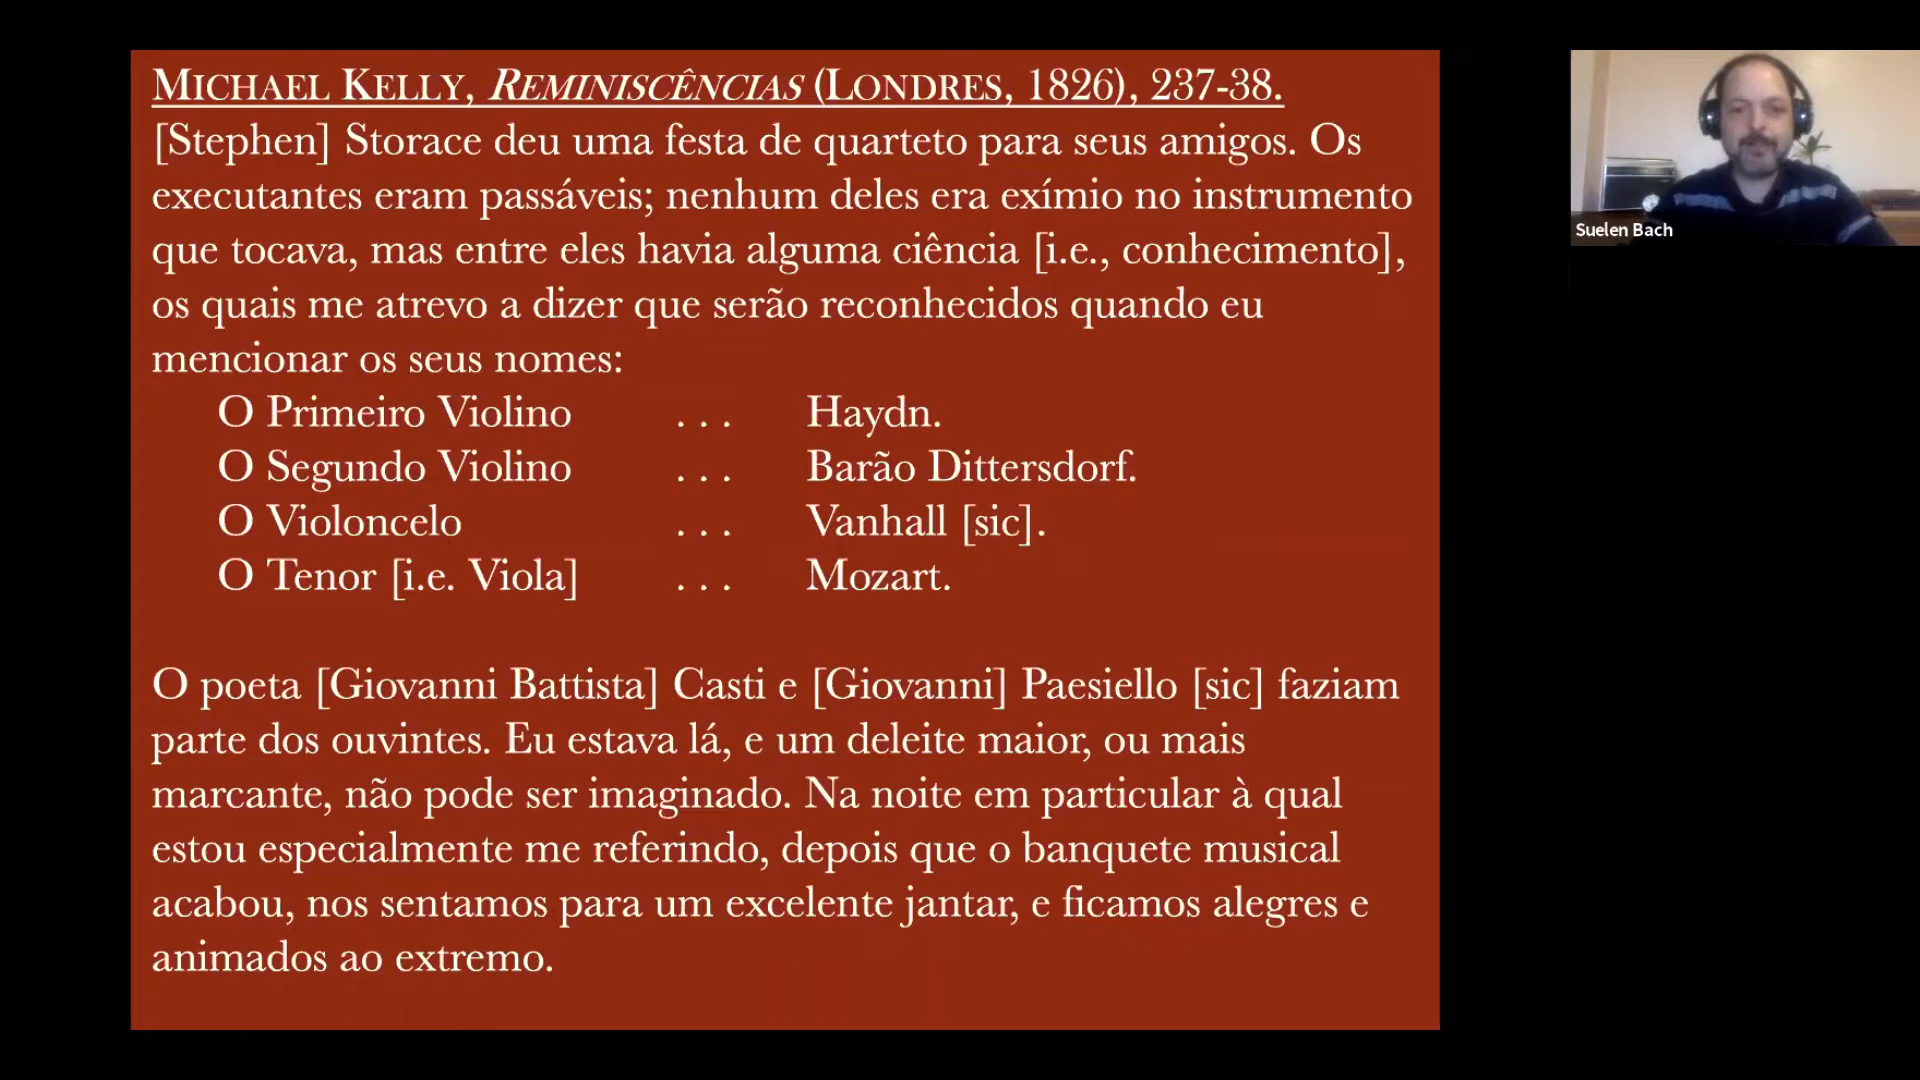 MICHAEL KELLY, REMINISCÊNCIAS (LONDRES, 1826), 237-38.
[Stephen] Storace deu uma festa de quarteto para seus amigos. Os
executantes eram passáveis; nenhum deles era exímio no instrumento
que tocava, mas entre eles havia alguma ciência [i.e., conhecimento],
os quais me atrevo a dizer que serão reconhecidos quando eu
mencionar os seus nomes:
O Primeiro Violino . . . Haydn.
O Segundo Violino . . . Barão Dittersdorf.
O Violoncelo . . . Vanhall [sic].
O Tenor [i.e. Viola] . . . Mozart.
O poeta [Giovanni Battista] Casti e [Giovanni] Paesiello [sic] faziam
parte dos ouvintes. Eu estava lá, e um deleite maior, ou mais
marcante, não pode ser imaginado. Na noite em particular à qual
estou especialmente me referindo, depois que o banquete musical
acabou, nos sentamos para um excelente jantar, e ficamos alegres e
animados ao extremo.
Suelen Bach